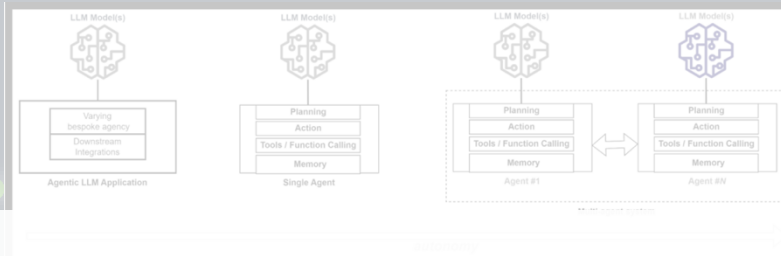 LLM Model(s)
Varying
bespoke agency
Downstream
Integrations
Agentic LLM Application
LLM Model(s)
Planning
Action
Tools / Function Calling
Memory
Single Agent
LLM Model(s)
Planning
Action
Tools / Function Calling
Memory
Agent #1
LLM Model(s)
Planning
Action
Tools / Function Calling
Memory
Agent #N